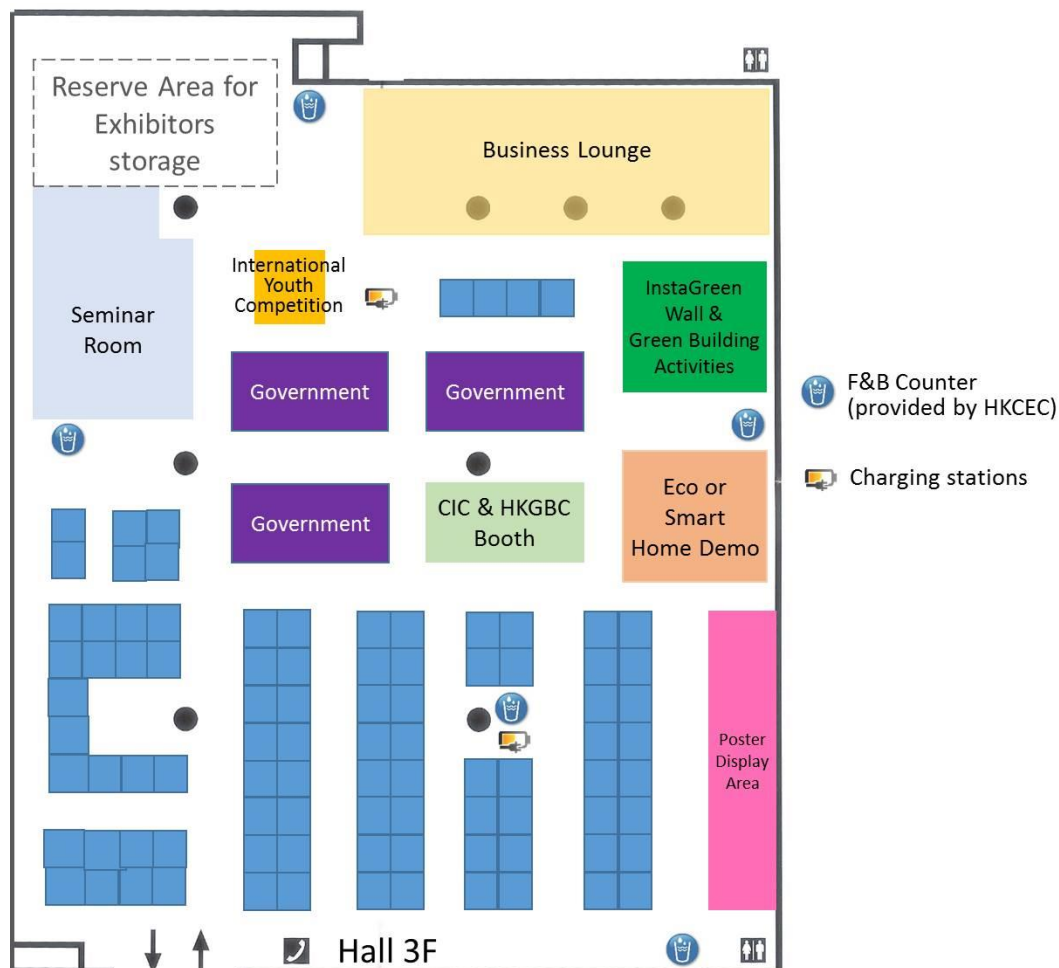 Reserve Area for
Exhibitors
storage
Business Lounge
International
Youth
Competition
InstaGreen
Wall &
Green Building
Activities
Seminar
Room
Government
Government
F&B Counter
(provided by HKCEC)
Charging stations
Government
CIC & HKGBC
Booth
Eco or
Smart
Home Demo
Poster
Display
Area
Hall 3F